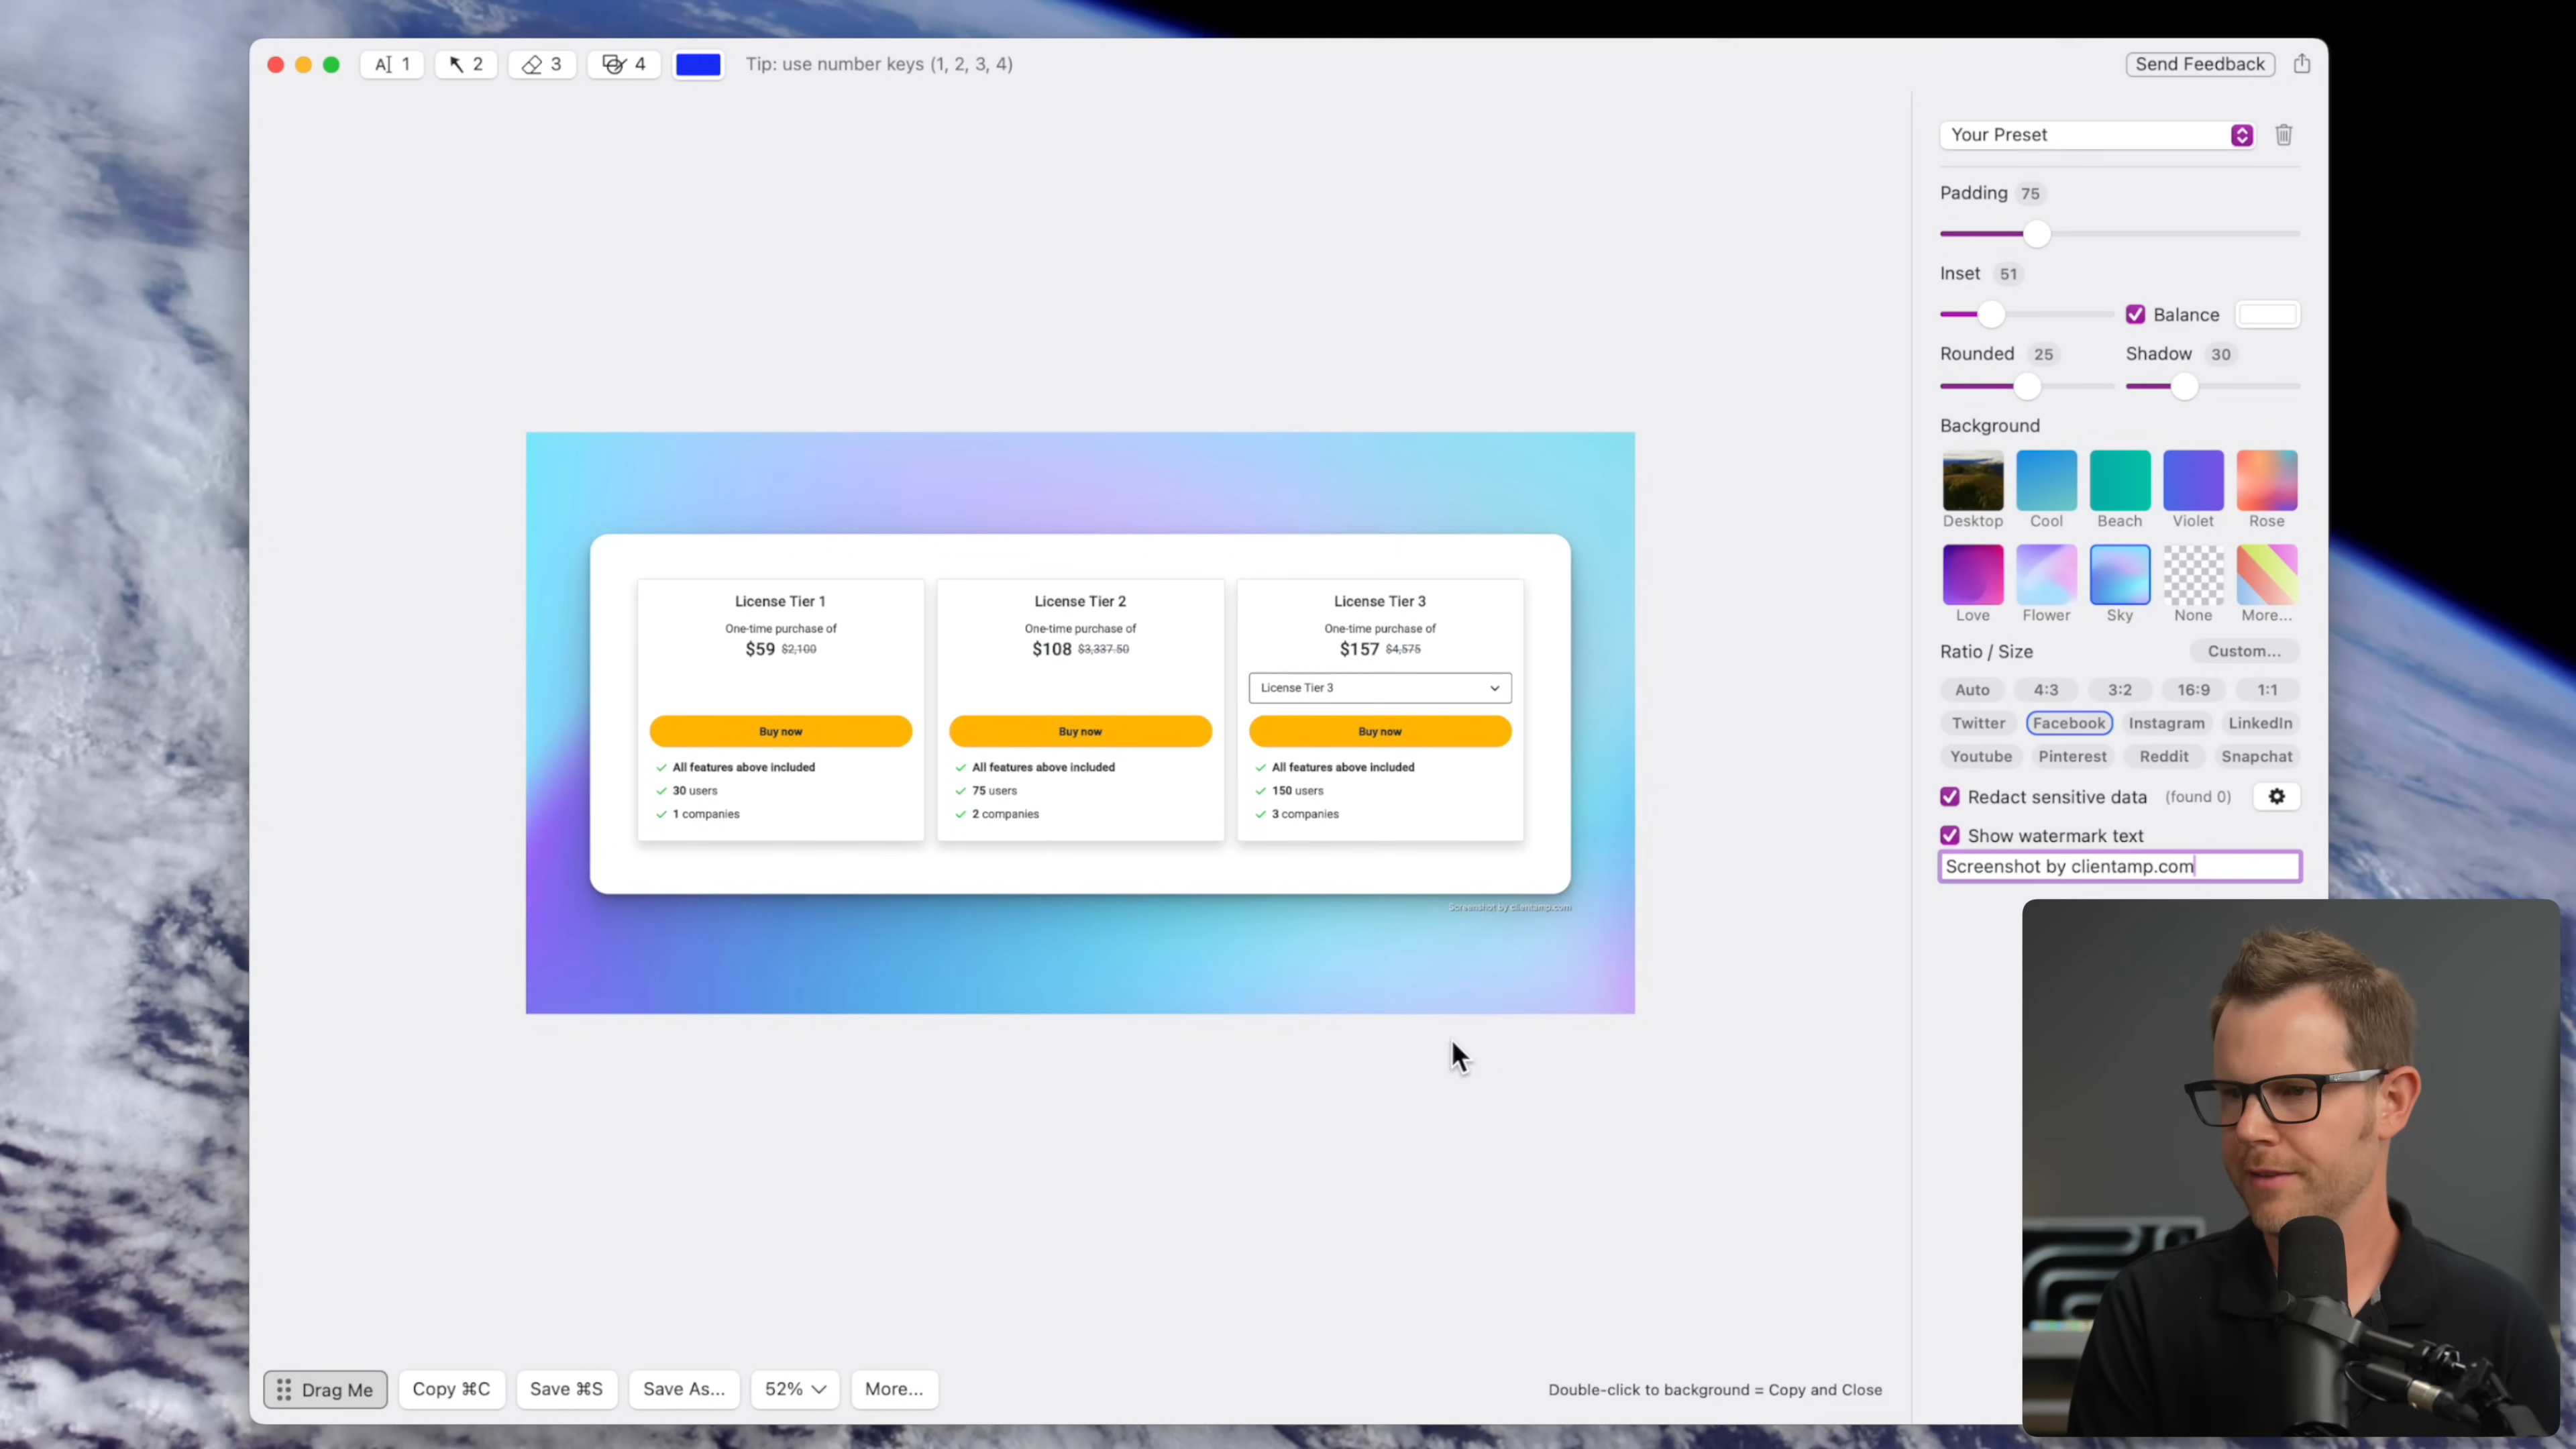 1
2
3
4
Tip: use number keys (1, 2, 3, 4)
Send Feedback
Your Preset
Padding 75
Inset 51
Balance
Rounded 25 Shadow 30
Background
Desktop Cool Beach Violet Rose
Love Flower Sky None More...
Ratio / Size Custom...
Auto 4:3 3:2 16:9 1:1
Twitter Facebook Instagram LinkedIn
Youtube Pinterest Reddit Snapchat
Redact sensitive data (found 0)
Show watermark text
Screenshot by clientamp.com
License Tier 1
One-time purchase of
$59 $2,100
Buy now
All features above included
30 users
1 companies
License Tier 2
One-time purchase of
$108 $3,337.50
Buy now
All features above included
75 users
2 companies
License Tier 3
One-time purchase of
$157 $4,575
License Tier 3
Buy now
All features above included
150 users
3 companies
Screenshot by clientamp.com
Drag Me Copy ⌘C Save ⌘S Save As... 52% More...
Double-click to background = Copy and Close